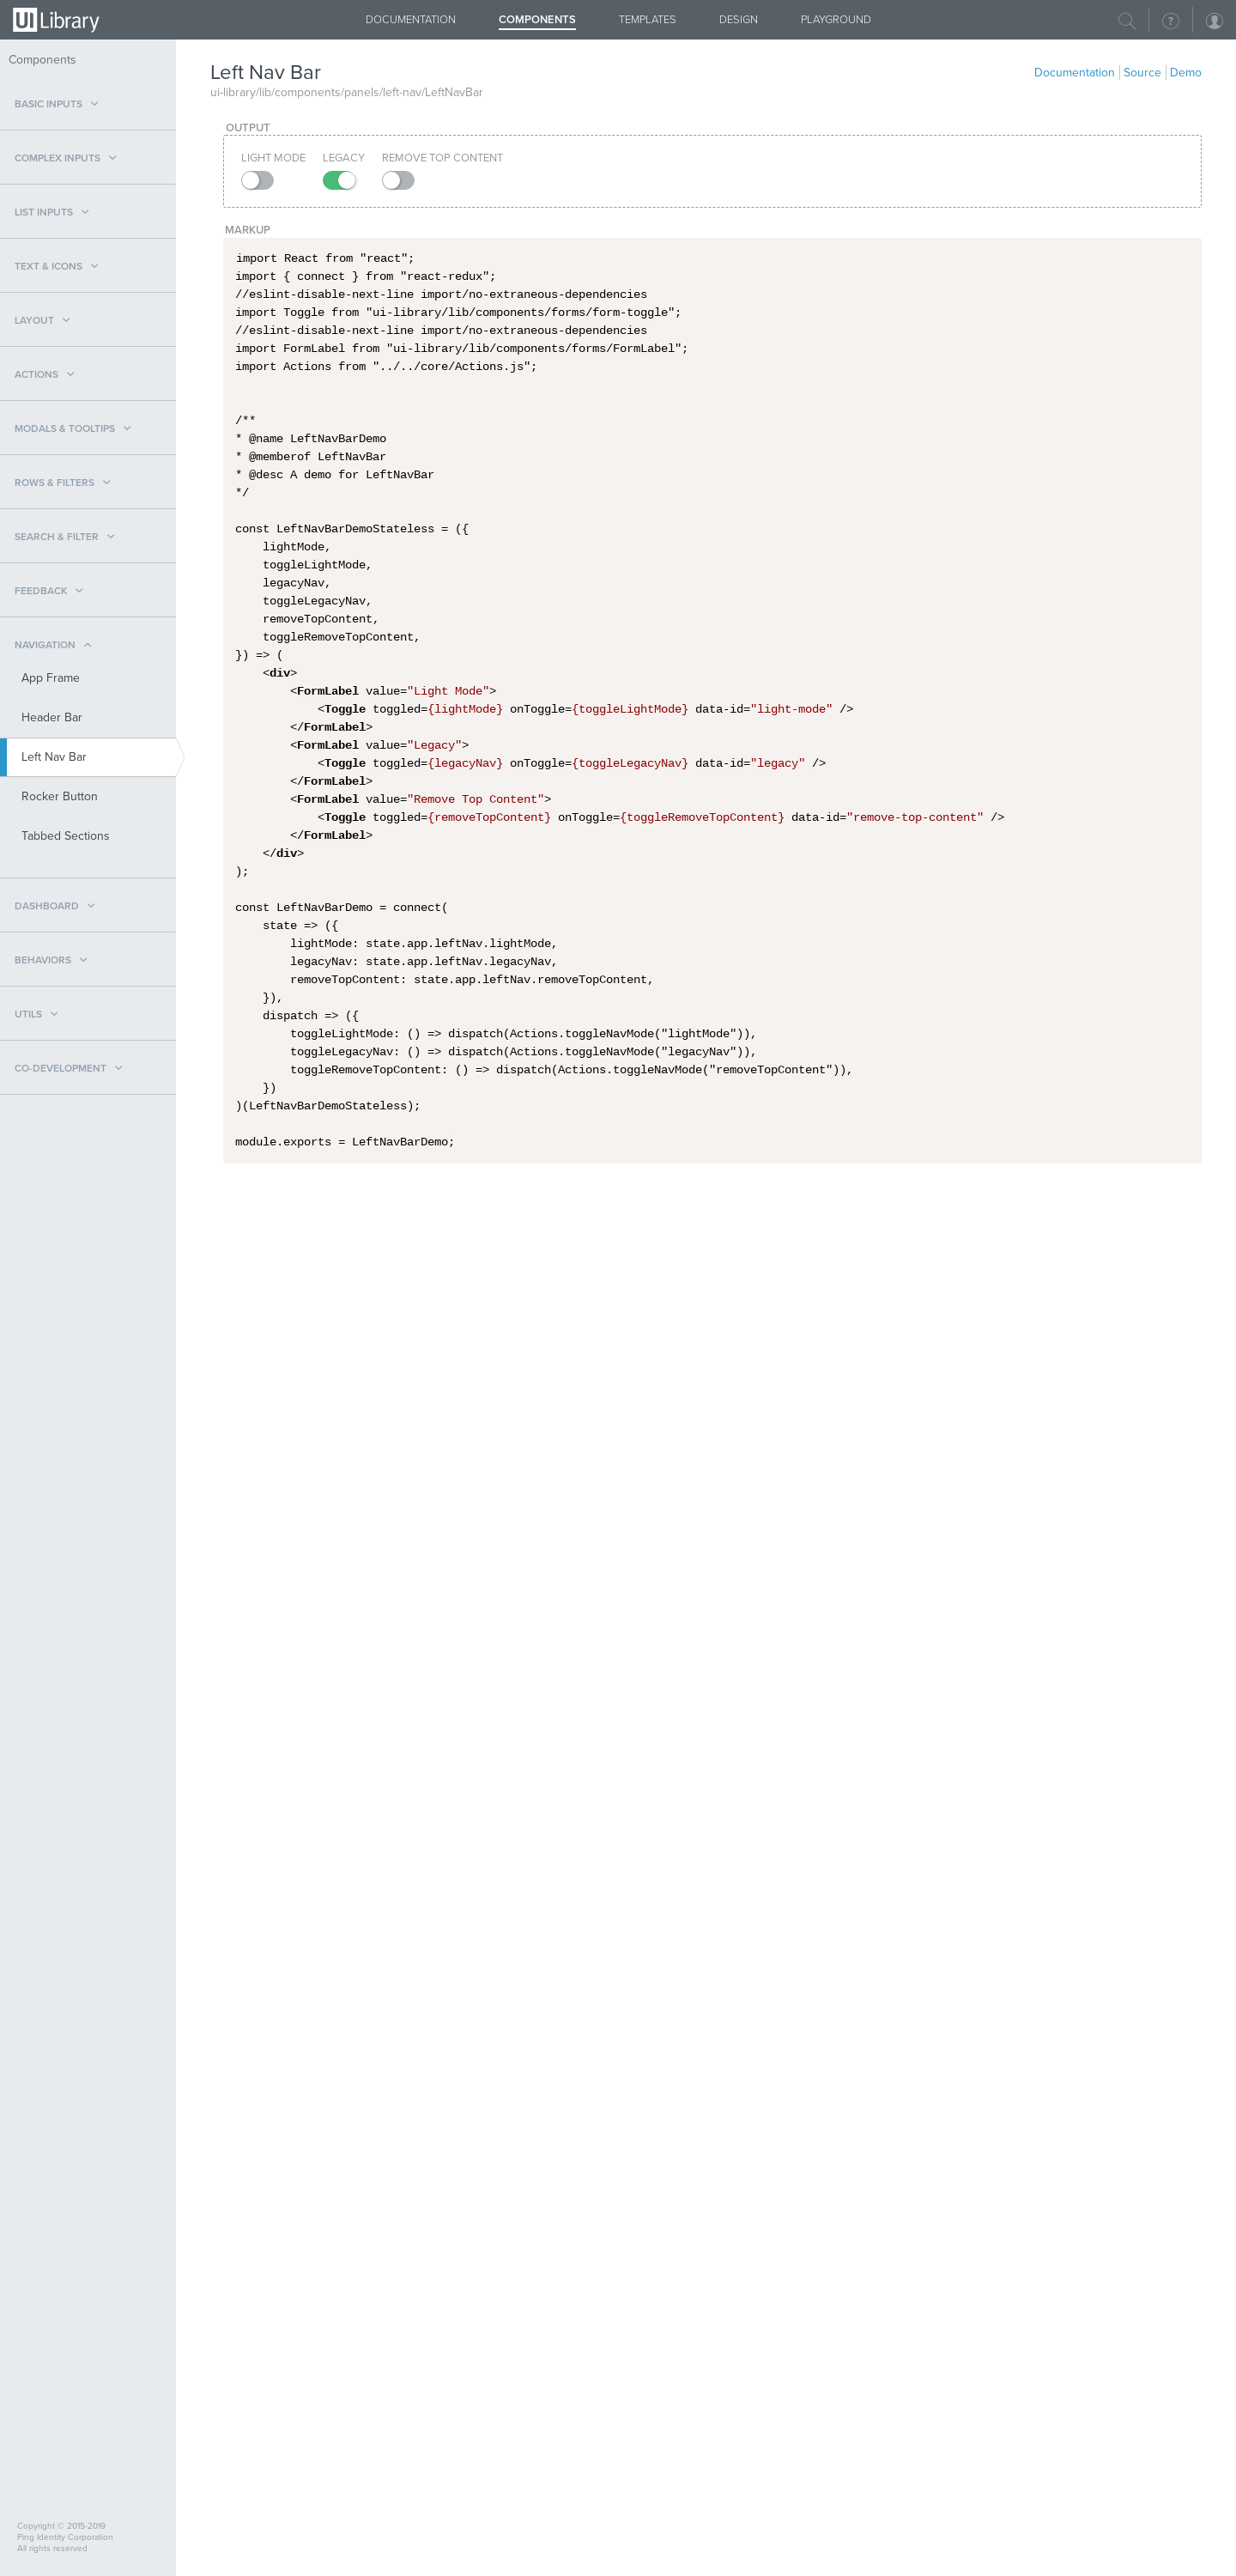 UI Library
DOCUMENTATION
COMPONENTS
TEMPLATES
DESIGN
PLAYGROUND
?
Components
BASIC INPUTS
COMPLEX INPUTS
LIST INPUTS
TEXT & ICONS
LAYOUT
ACTIONS
MODALS & TOOLTIPS
ROWS & FILTERS
SEARCH & FILTER
FEEDBACK
NAVIGATION
App Frame
Header Bar
Left Nav Bar
Rocker Button
Tabbed Sections
DASHBOARD
BEHAVIORS
UTILS
CO-DEVELOPMENT
Copyright © 2015-2019
Ping Identity Corporation
All rights reserved
Left Nav Bar
ui-library/lib/components/panels/left-nav/LeftNavBar
Documentation
Source
Demo
OUTPUT
LIGHT MODE
LEGACY
REMOVE TOP CONTENT
MARKUP
import React from "react";
import { connect } from "react-redux";
//eslint-disable-next-line import/no-extraneous-dependencies
import Toggle from "ui-library/lib/components/forms/form-toggle";
//eslint-disable-next-line import/no-extraneous-dependencies
import FormLabel from "ui-library/lib/components/forms/FormLabel";
import Actions from "../../core/Actions.js";
/**
* @name LeftNavBarDemo
* @memberof LeftNavBar
* @desc A demo for LeftNavBar
*/
const LeftNavBarDemoStateless = ({
lightMode,
toggleLightMode,
legacyNav,
toggleLegacyNav,
removeTopContent,
toggleRemoveTopContent,
}) => (
<div>
<FormLabel value="Light Mode">
<Toggle toggled={lightMode} onToggle={toggleLightMode} data-id="light-mode" />
</FormLabel>
<FormLabel value="Legacy">
<Toggle toggled={legacyNav} onToggle={toggleLegacyNav} data-id="legacy" />
</FormLabel>
<FormLabel value="Remove Top Content">
<Toggle toggled={removeTopContent} onToggle={toggleRemoveTopContent} data-id="remove-top-content" />
</FormLabel>
</div>
);
const LeftNavBarDemo = connect(
state => ({
lightMode: state.app.leftNav.lightMode,
legacyNav: state.app.leftNav.legacyNav,
removeTopContent: state.app.leftNav.removeTopContent,
}),
dispatch => ({
toggleLightMode: () => dispatch(Actions.toggleNavMode("lightMode")),
toggleLegacyNav: () => dispatch(Actions.toggleNavMode("legacyNav")),
toggleRemoveTopContent: () => dispatch(Actions.toggleNavMode("removeTopContent")),
})
)(LeftNavBarDemoStateless);
module.exports = LeftNavBarDemo;